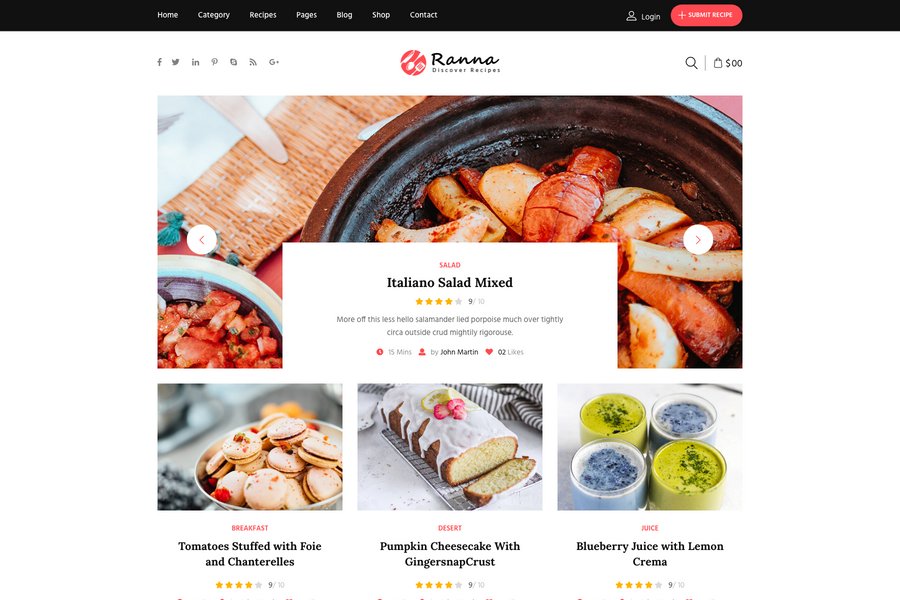 Home Category Recipes Pages Blog Shop Contact Login + SUBMIT RECIPE
Ranna
Discover Recipes
$00
SALAD
Italiano Salad Mixed
9/ 10
More off this less hello salamander lied porpoise much over tightly
circa outside crud mightily rigorouse.
15 Mins by John Martin 02 Likes
BREAKFAST
Tomatoes Stuffed with Foie
and Chanterelles
9/ 10
DESERT
Pumpkin Cheesecake With
GingersnapCrust
9/ 10
JUICE
Blueberry Juice with Lemon
Crema
9/ 10